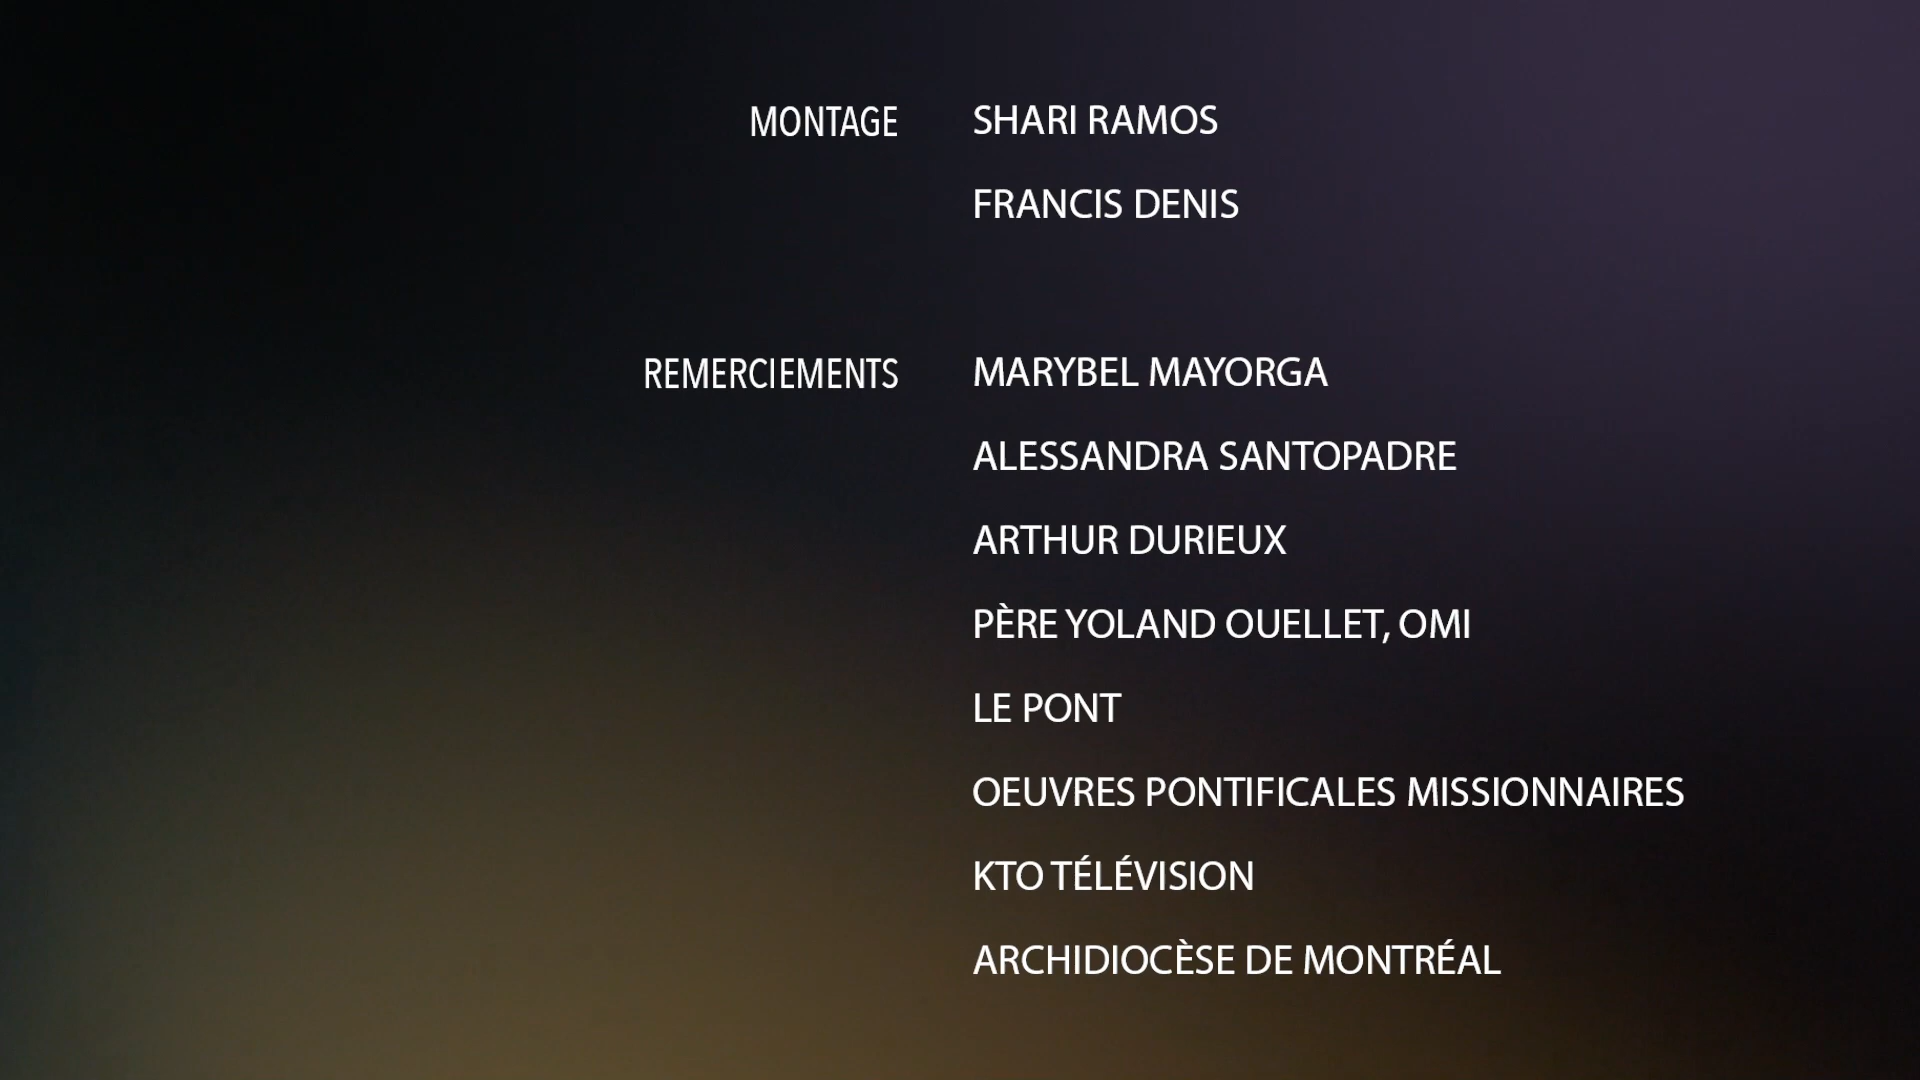 MONTAGE SHARI RAMOS
FRANCIS DENIS
REMERCIEMENTS MARYBEL MAYORGA
ALESSANDRA SANTOPADRE
ARTHUR DURIEUX
PÈRE YOLAND OUELLET, OMI
LE PONT
OEUVRES PONTIFICALES MISSIONNAIRES
KTO TÉLÉVISION
ARCHIDIOCÈSE DE MONTRÉAL